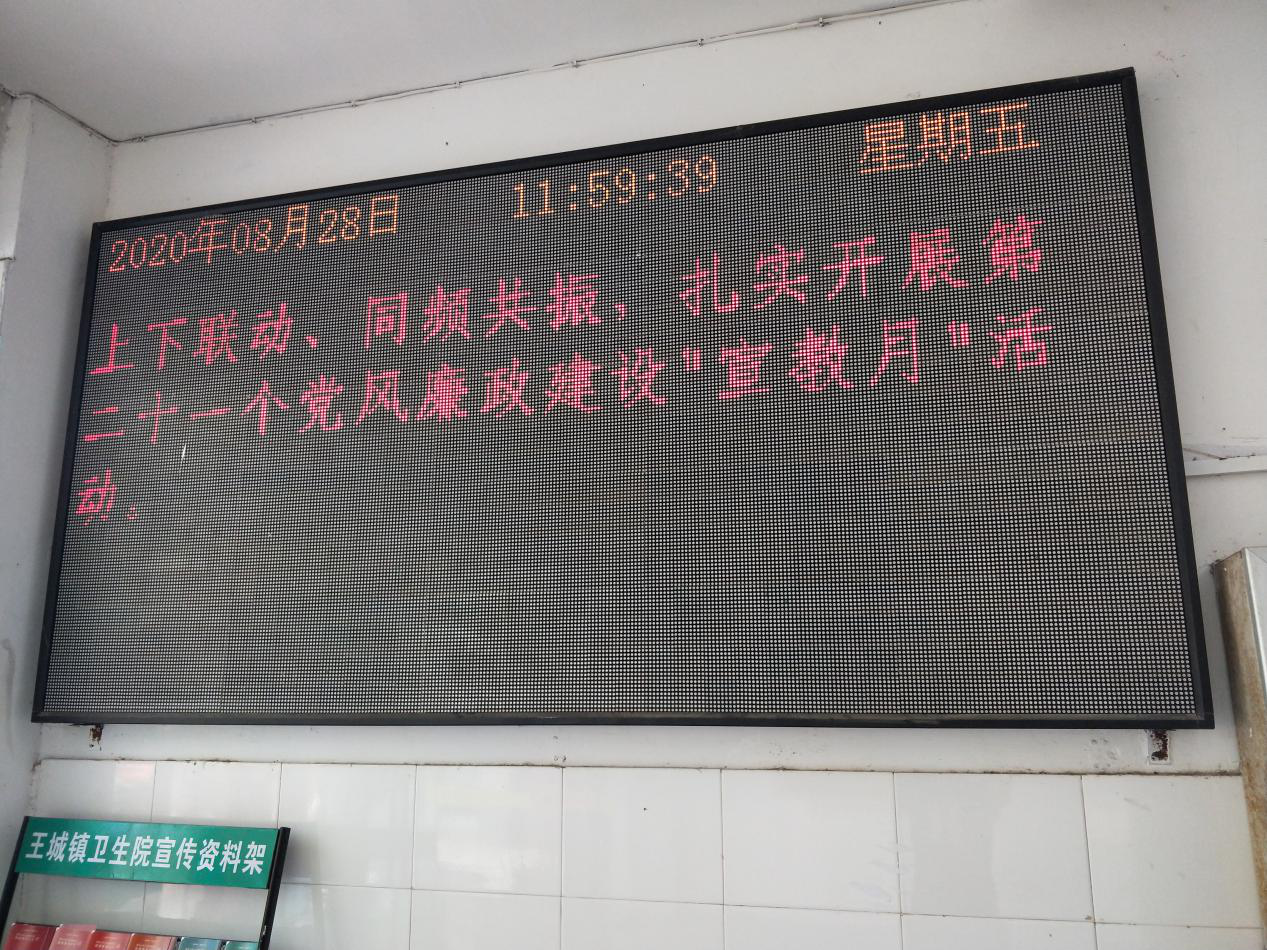 2020年08月28日 11:59:39 星期五
上下联动、同频共振，扎实开展第
二十一个党风廉政建设"宣教月"活
动。
王城镇卫生院宣传资料架